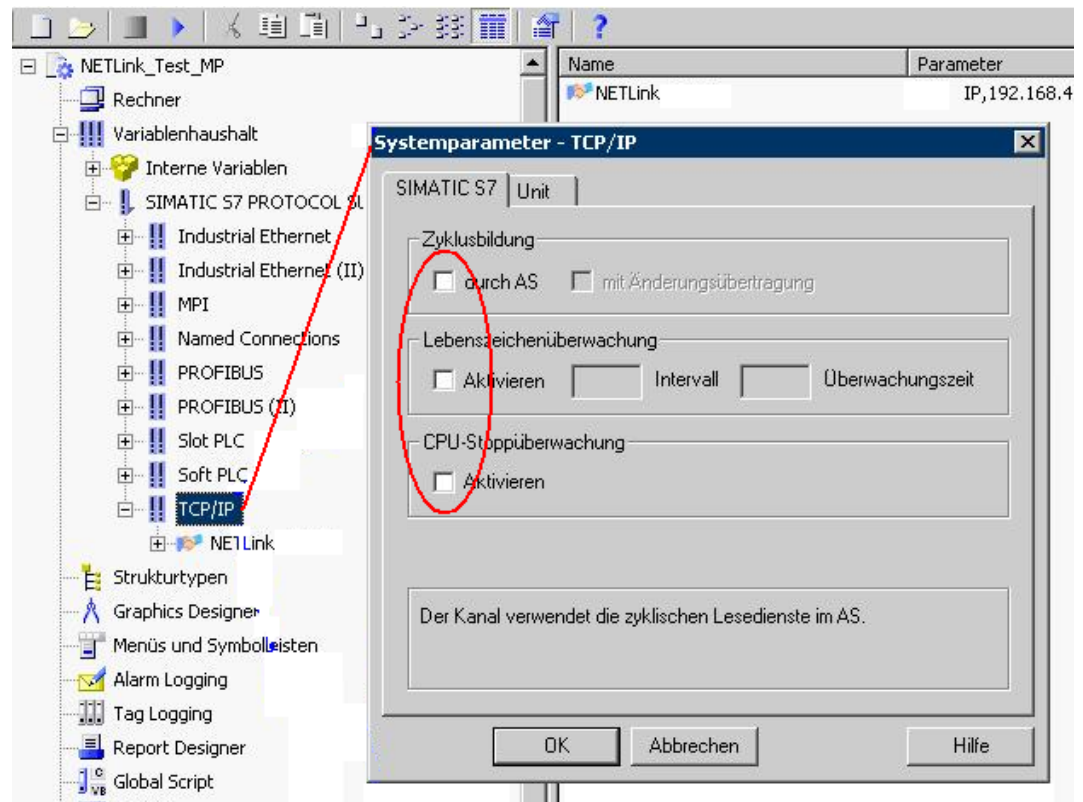 NETLink_Test_MP
Rechner
Variablenhaushalt
Interne Variablen
SIMATIC S7 PROTOCOL SU
Industrial Ethernet
Industrial Ethernet (II)
MPI
Named Connections
PROFIBUS
PROFIBUS (II)
Slot PLC
Soft PLC
TCP/IP
NETLink
Strukturtypen
Graphics Designer
Menüs und Symbolleisten
Alarm Logging
Tag Logging
Report Designer
Global Script
Name Parameter
NETLink IP,192.168.4
Systemparameter - TCP/IP
SIMATIC S7 Unit
Zyklusbildung
durch AS mit Änderungsübertragung
Lebenszeichenüberwachung
Aktivieren Intervall Überwachungszeit
CPU-Stoppüberwachung
Aktivieren
Der Kanal verwendet die zyklischen Lesedienste im AS.
OK Abbrechen Hilfe